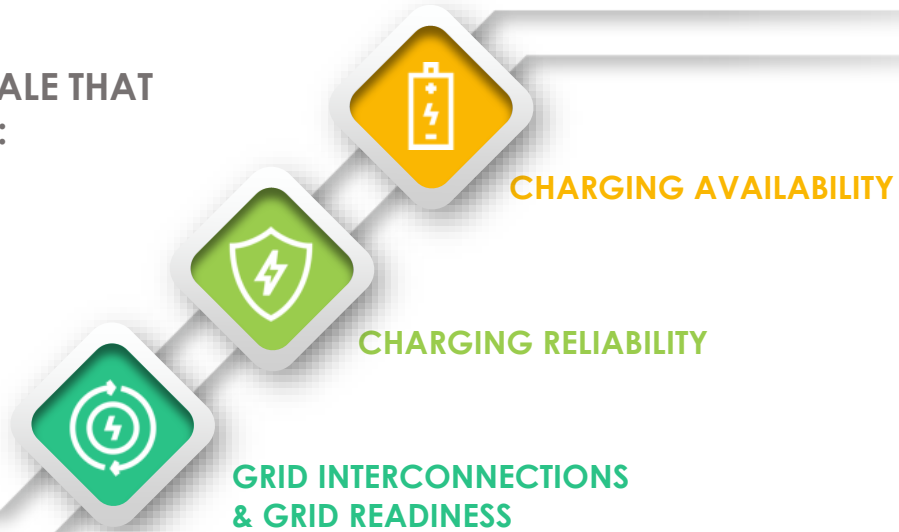 ALE THAT
:
CHARGING AVAILABILITY
CHARGING RELIABILITY
GRID INTERCONNECTIONS
& GRID READINESS